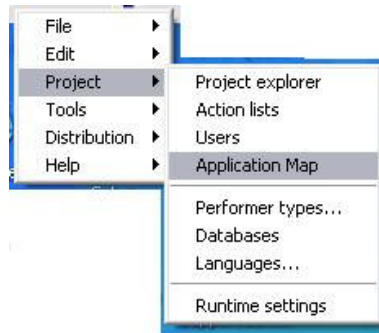 File
Edit
Project
Tools
Distribution
Help
Project explorer
Action lists
Users
Application Map
Performer types...
Databases
Languages...
Runtime settings